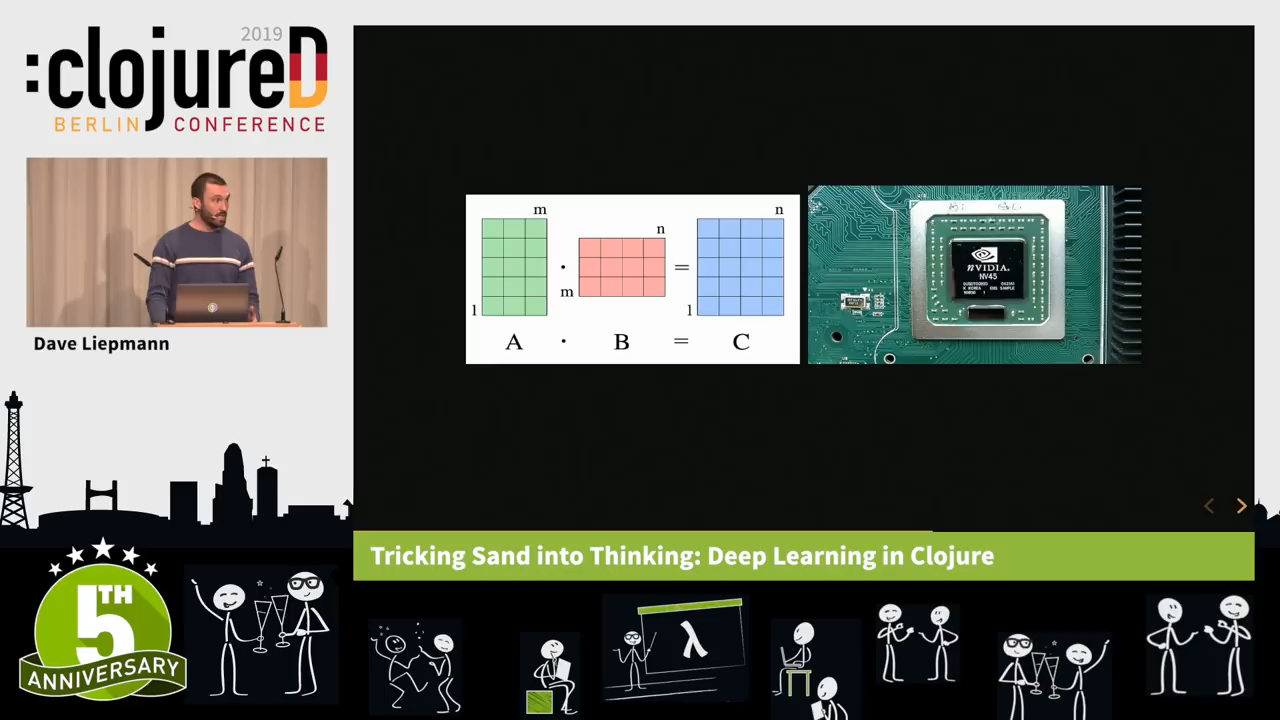 2019
:clojureD
BERLIN CONFERENCE
Dave Liepmann
m
n
n
m
l
l
A · B = C
NVIDIA.
NV45
Tricking Sand into Thinking: Deep Learning in Clojure
5TH
ANNIVERSARY
λ